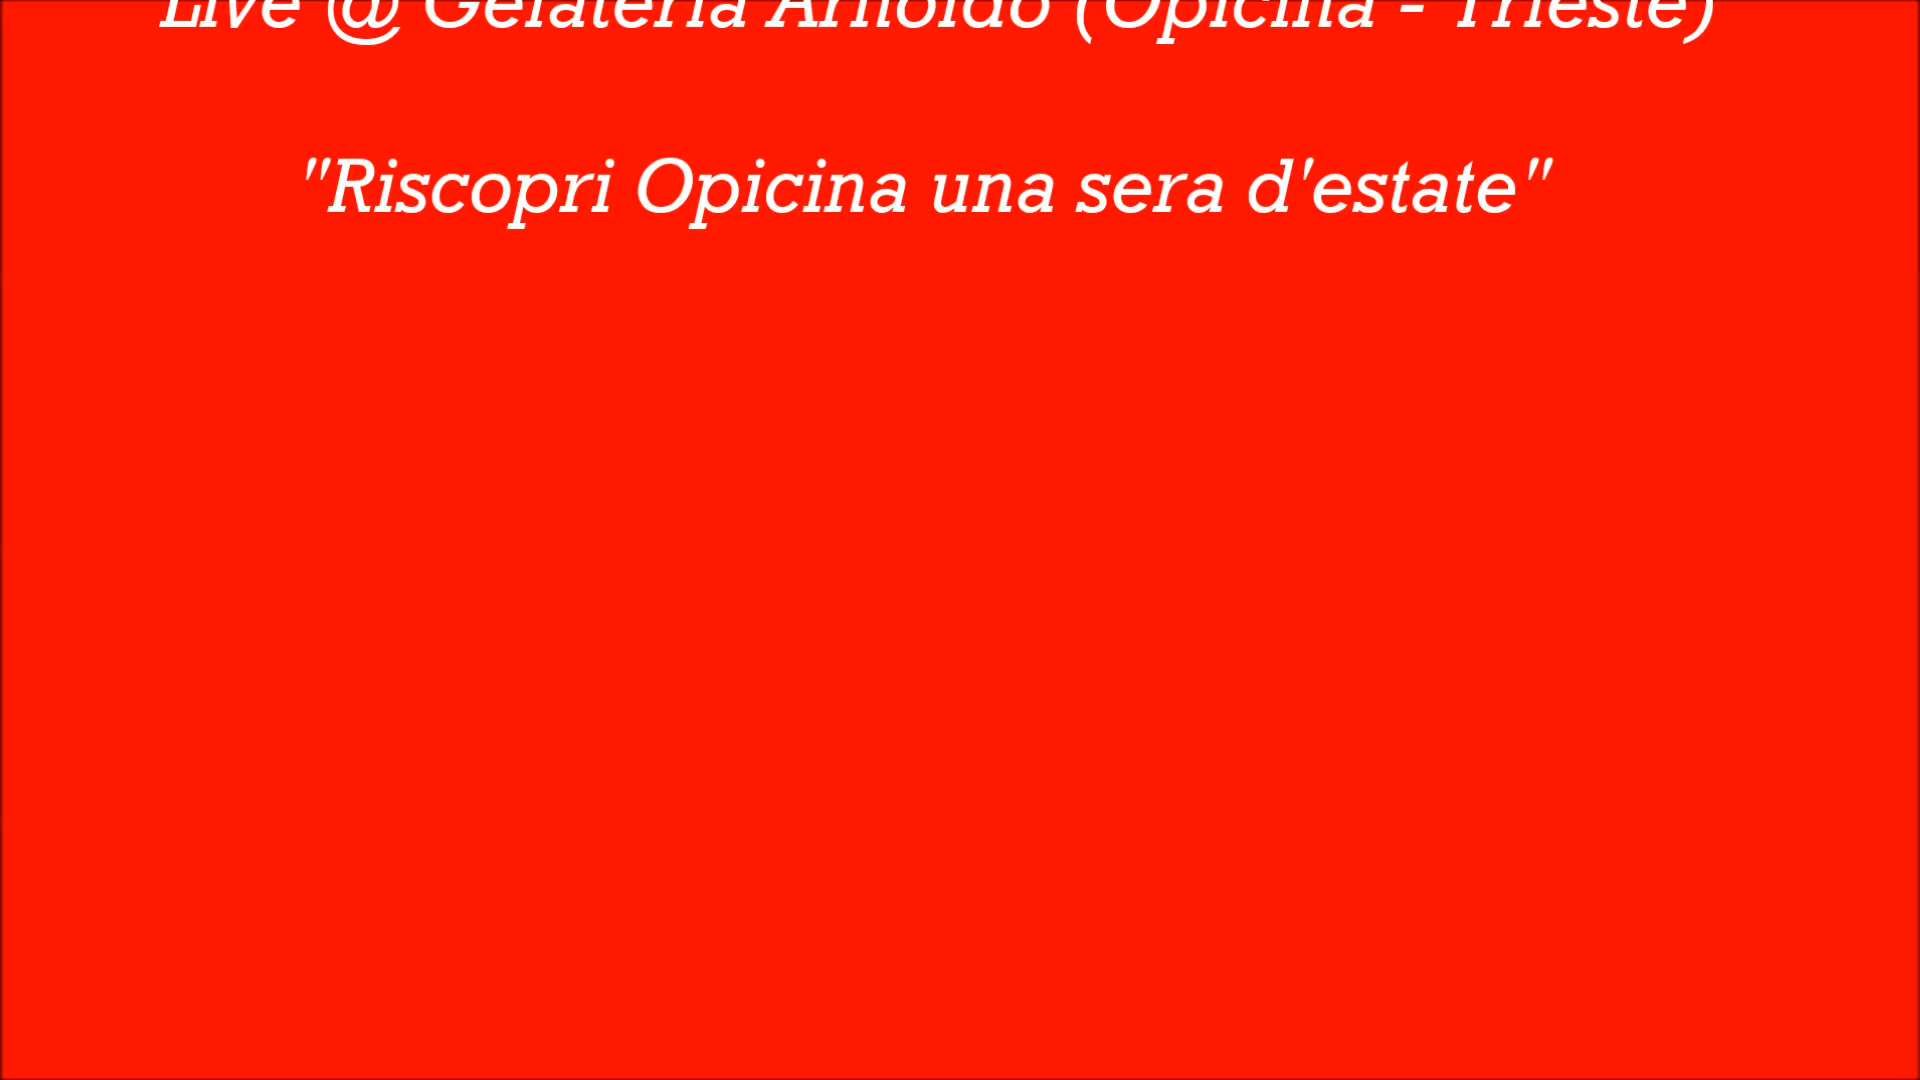 Live @ Gelateria Arnoldo (Opicina - Trieste)
"Riscopri Opicina una sera d'estate"